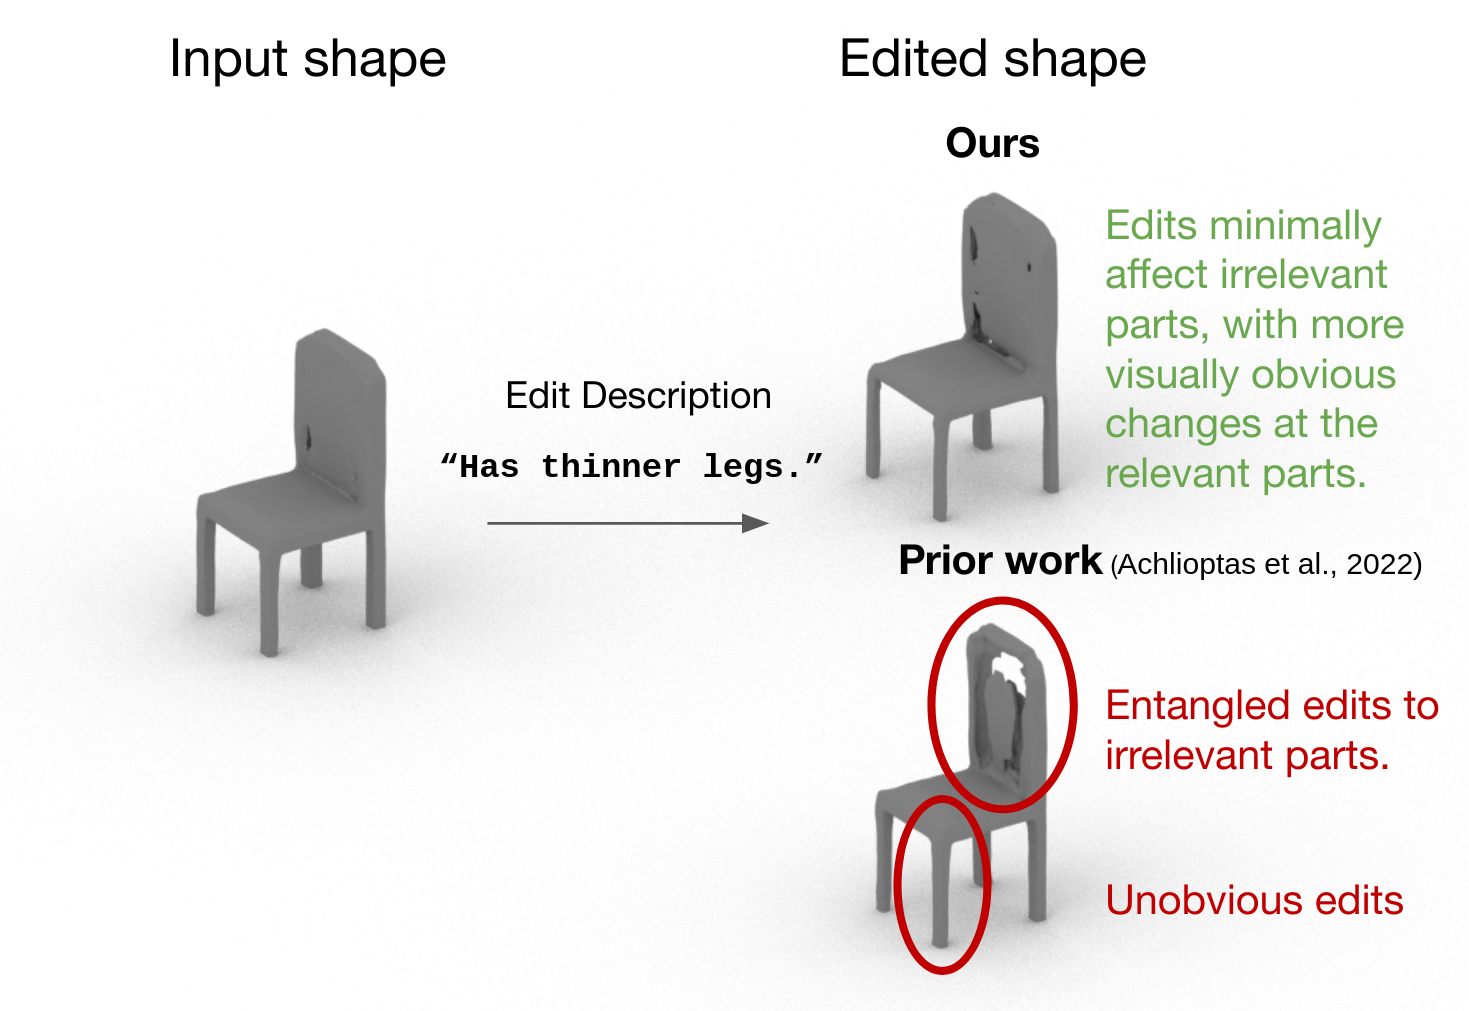 Input shape
Edited shape
Ours
Edits minimally
affect irrelevant
parts, with more
visually obvious
changes at the
relevant parts.
Edit Description
“Has thinner legs.”
Prior work (Achlioptas et al., 2022)
Entangled edits to
irrelevant parts.
Unobvious edits